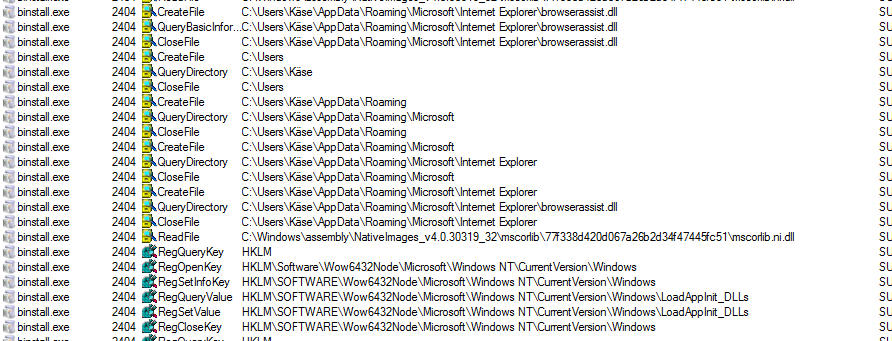 binstall.exe 2404 CreateFile C:\Users\Käse\AppData\Roaming\Microsoft\Internet Explorer\browserassist.dll SU
binstall.exe 2404 QueryBasicInfor... C:\Users\Käse\AppData\Roaming\Microsoft\Internet Explorer\browserassist.dll SU
binstall.exe 2404 CloseFile C:\Users\Käse\AppData\Roaming\Microsoft\Internet Explorer\browserassist.dll SU
binstall.exe 2404 CreateFile C:\Users SU
binstall.exe 2404 QueryDirectory C:\Users\Käse SU
binstall.exe 2404 CloseFile C:\Users SU
binstall.exe 2404 CreateFile C:\Users\Käse\AppData\Roaming SU
binstall.exe 2404 QueryDirectory C:\Users\Käse\AppData\Roaming\Microsoft SU
binstall.exe 2404 CloseFile C:\Users\Käse\AppData\Roaming SU
binstall.exe 2404 CreateFile C:\Users\Käse\AppData\Roaming\Microsoft SU
binstall.exe 2404 QueryDirectory C:\Users\Käse\AppData\Roaming\Microsoft\Internet Explorer SU
binstall.exe 2404 CloseFile C:\Users\Käse\AppData\Roaming\Microsoft SU
binstall.exe 2404 CreateFile C:\Users\Käse\AppData\Roaming\Microsoft\Internet Explorer SU
binstall.exe 2404 QueryDirectory C:\Users\Käse\AppData\Roaming\Microsoft\Internet Explorer\browserassist.dll SU
binstall.exe 2404 CloseFile C:\Users\Käse\AppData\Roaming\Microsoft\Internet Explorer SU
binstall.exe 2404 ReadFile C:\Windows\assembly\NativeImages_v4.0.30319_32\mscorlib\77f338d420d067a26b2d34f47445fc51\mscorlib.ni.dll SU
binstall.exe 2404 RegQueryKey HKLM SU
binstall.exe 2404 RegOpenKey HKLM\Software\Wow6432Node\Microsoft\Windows NT\CurrentVersion\Windows SU
binstall.exe 2404 RegSetInfoKey HKLM\SOFTWARE\Wow6432Node\Microsoft\Windows NT\CurrentVersion\Windows SU
binstall.exe 2404 RegQueryValue HKLM\SOFTWARE\Wow6432Node\Microsoft\Windows NT\CurrentVersion\Windows\LoadAppInit_DLLs SU
binstall.exe 2404 RegSetValue HKLM\SOFTWARE\Wow6432Node\Microsoft\Windows NT\CurrentVersion\Windows\LoadAppInit_DLLs SU
binstall.exe 2404 RegCloseKey HKLM\SOFTWARE\Wow6432Node\Microsoft\Windows NT\CurrentVersion\Windows SU
binstall.exe 2404 RegQueryKey HKLM SU